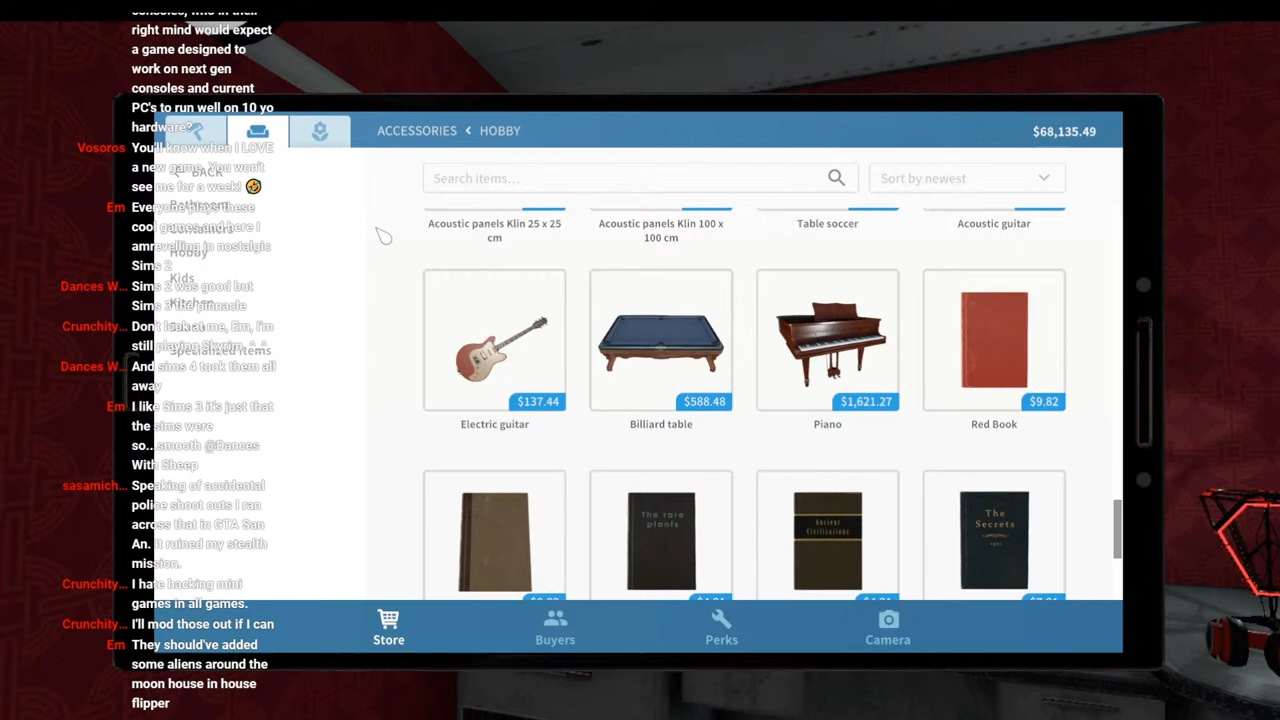 right mind would expect
a game designed to
work on next gen
consoles and current
PC's to run well on 10 yo
hardware?
Vosoros You'll know when I LOVE
a new game. You won't
see me for a week! 🤣
Em Everyone plays these
cool games and here I
amrevelling in nostalgic
Sims 2
Dances W... Sims 2 was good but
Sims 3 the pinnacle
Crunchity... Don't look at me, Em, I'm
still playing Skyrim. ^_^
Dances W... And sims 4 took them all
away
Em I like Sims 3 it's just that
the sims were
so...smooth @Dances
With Sheep
sasamich... Speaking of accidental
police shoot outs I ran
across that in GTA San
An. It ruined my stealth
mission.
Crunchity... I hate hacking mini
games in all games.
Crunchity... I'll mod those out if I can
Em They should've added
some aliens around the
moon house in house
flipper
BACK
Bathroom
Containers
Hobby
Kids
Kitchen
Specialized items
ACCESSORIES < HOBBY
$68,135.49
Search items...
Sort by newest
Acoustic panels Klin 25 x 25
cm
Acoustic panels Klin 100 x
100 cm
Table soccer
Acoustic guitar
$137.44
Electric guitar
$588.48
Billiard table
$1,621.27
Piano
$9.82
Red Book
The rare
plants
Ancient
Civilizations
The
Secrets
Store
Buyers
Perks
Camera